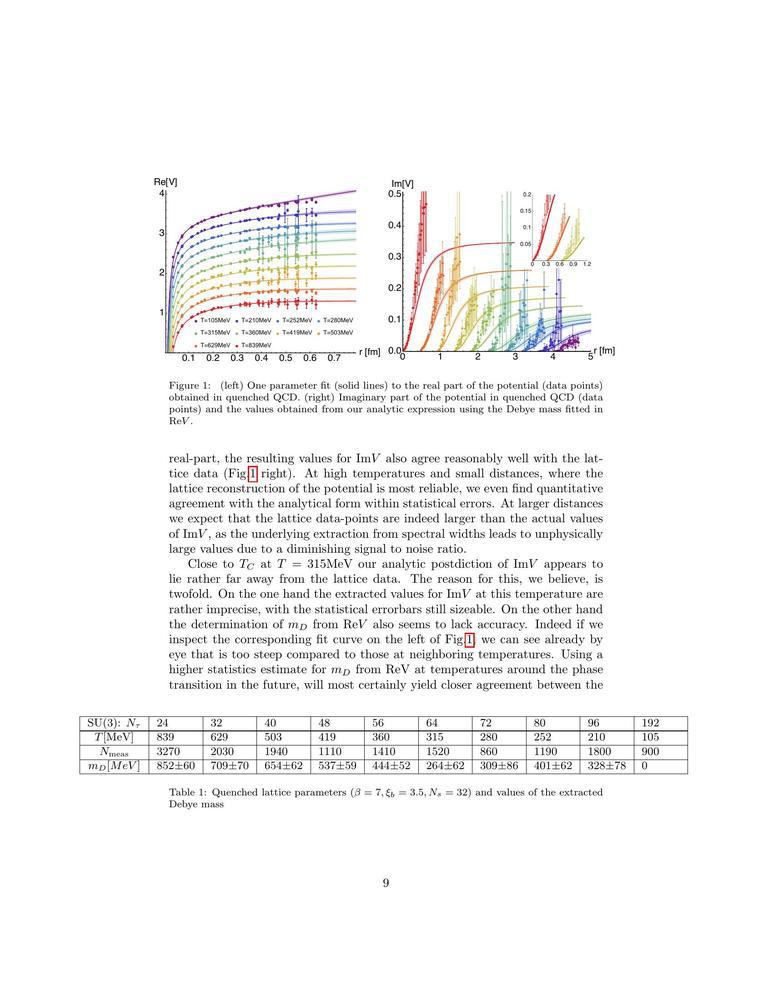 Re[V]
4
3
2
1
0.1 0.2 0.3 0.4 0.5 0.6 0.7
r [fm]
T=105MeV T=210MeV T=252MeV T=280MeV
T=315MeV T=360MeV T=419MeV T=503MeV
T=629MeV T=839MeV
Im[V]
0.5
0.4
0.3
0.2
0.1
0.0
0 1 2 3 4 5
r [fm]
0.2
0.15
0.1
0.05
0 0.3 0.6 0.9 1.2
Figure 1: (left) One parameter fit (solid lines) to the real part of the potential (data points)
obtained in quenched QCD. (right) Imaginary part of the potential in quenched QCD (data
points) and the values obtained from our analytic expression using the Debye mass fitted in
ReV.
real-part, the resulting values for ImV also agree reasonably well with the lat-
tice data (Fig.1 right). At high temperatures and small distances, where the
lattice reconstruction of the potential is most reliable, we even find quantitative
agreement with the analytical form within statistical errors. At larger distances
we expect that the lattice data-points are indeed larger than the actual values
of ImV, as the underlying extraction from spectral widths leads to unphysically
large values due to a diminishing signal to noise ratio.
Close to T_C at T = 315MeV our analytic postdiction of ImV appears to
lie rather far away from the lattice data. The reason for this, we believe, is
twofold. On the one hand the extracted values for ImV at this temperature are
rather imprecise, with the statistical errorbars still sizeable. On the other hand
the determination of m_D from ReV also seems to lack accuracy. Indeed if we
inspect the corresponding fit curve on the left of Fig.1, we can see already by
eye that is too steep compared to those at neighboring temperatures. Using a
higher statistics estimate for m_D from ReV at temperatures around the phase
transition in the future, will most certainly yield closer agreement between the
SU(3): N_τ 24 32 40 48 56 64 72 80 96 192
T[MeV] 839 629 503 419 360 315 280 252 210 105
N_meas 3270 2030 1940 1110 1410 1520 860 1190 1800 900
m_D[MeV] 852±60 709±70 654±62 537±59 444±52 264±62 309±86 401±62 328±78 0
Table 1: Quenched lattice parameters (β = 7, ξ_b = 3.5, N_s = 32) and values of the extracted
Debye mass
9